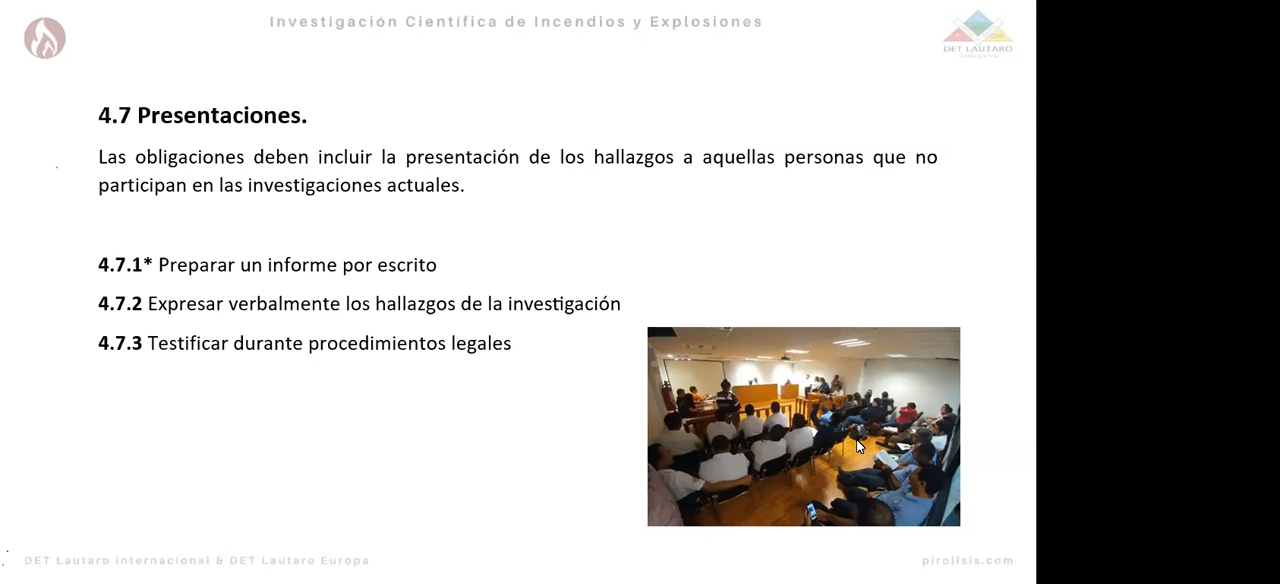 Investigación Científica de Incendios y Explosiones
DET LAUTARO
4.7 Presentaciones.
Las obligaciones deben incluir la presentación de los hallazgos a aquellas personas que no
participan en las investigaciones actuales.
4.7.1* Preparar un informe por escrito
4.7.2 Expresar verbalmente los hallazgos de la investigación
4.7.3 Testificar durante procedimientos legales
DET Lautaro Internacional & DET Lautaro Europa
pirolisis.com